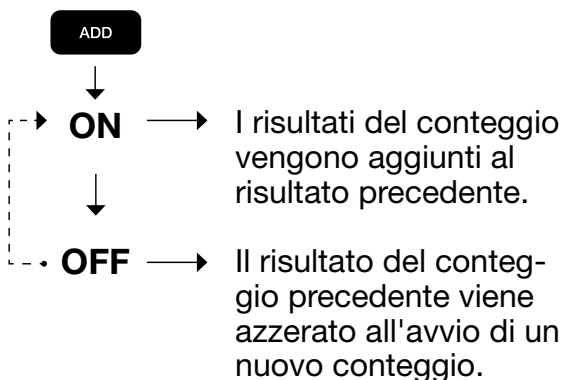 ADD
ON
I risultati del conteggio
vengono aggiunti al
risultato precedente.
OFF
Il risultato del conteg-
gio precedente viene
azzerato all'avvio di un
nuovo conteggio.